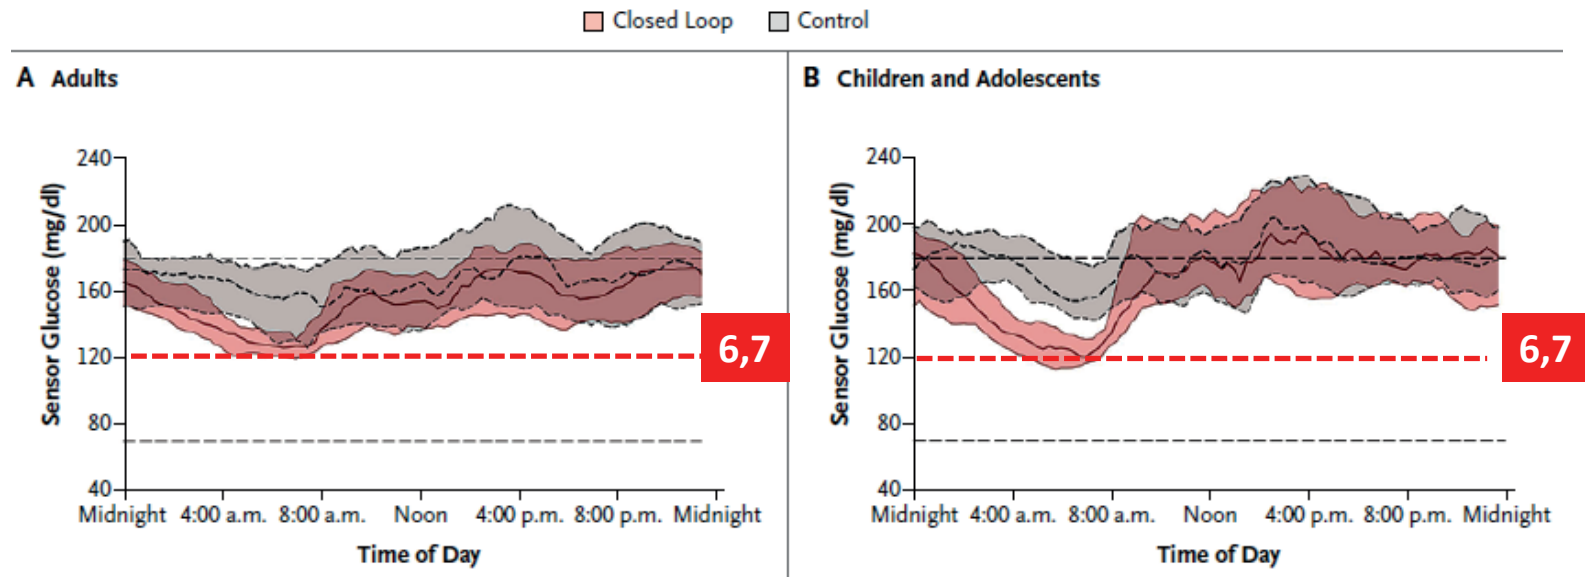 Closed Loop Control
A Adults
240
200
160
120
80
40
Sensor Glucose (mg/dl)
6,7
Midnight 4:00 a.m. 8:00 a.m. Noon 4:00 p.m. 8:00 p.m. Midnight
Time of Day
B Children and Adolescents
240
200
160
120
80
40
Sensor Glucose (mg/dl)
6,7
Midnight 4:00 a.m. 8:00 a.m. Noon 4:00 p.m. 8:00 p.m. Midnight
Time of Day